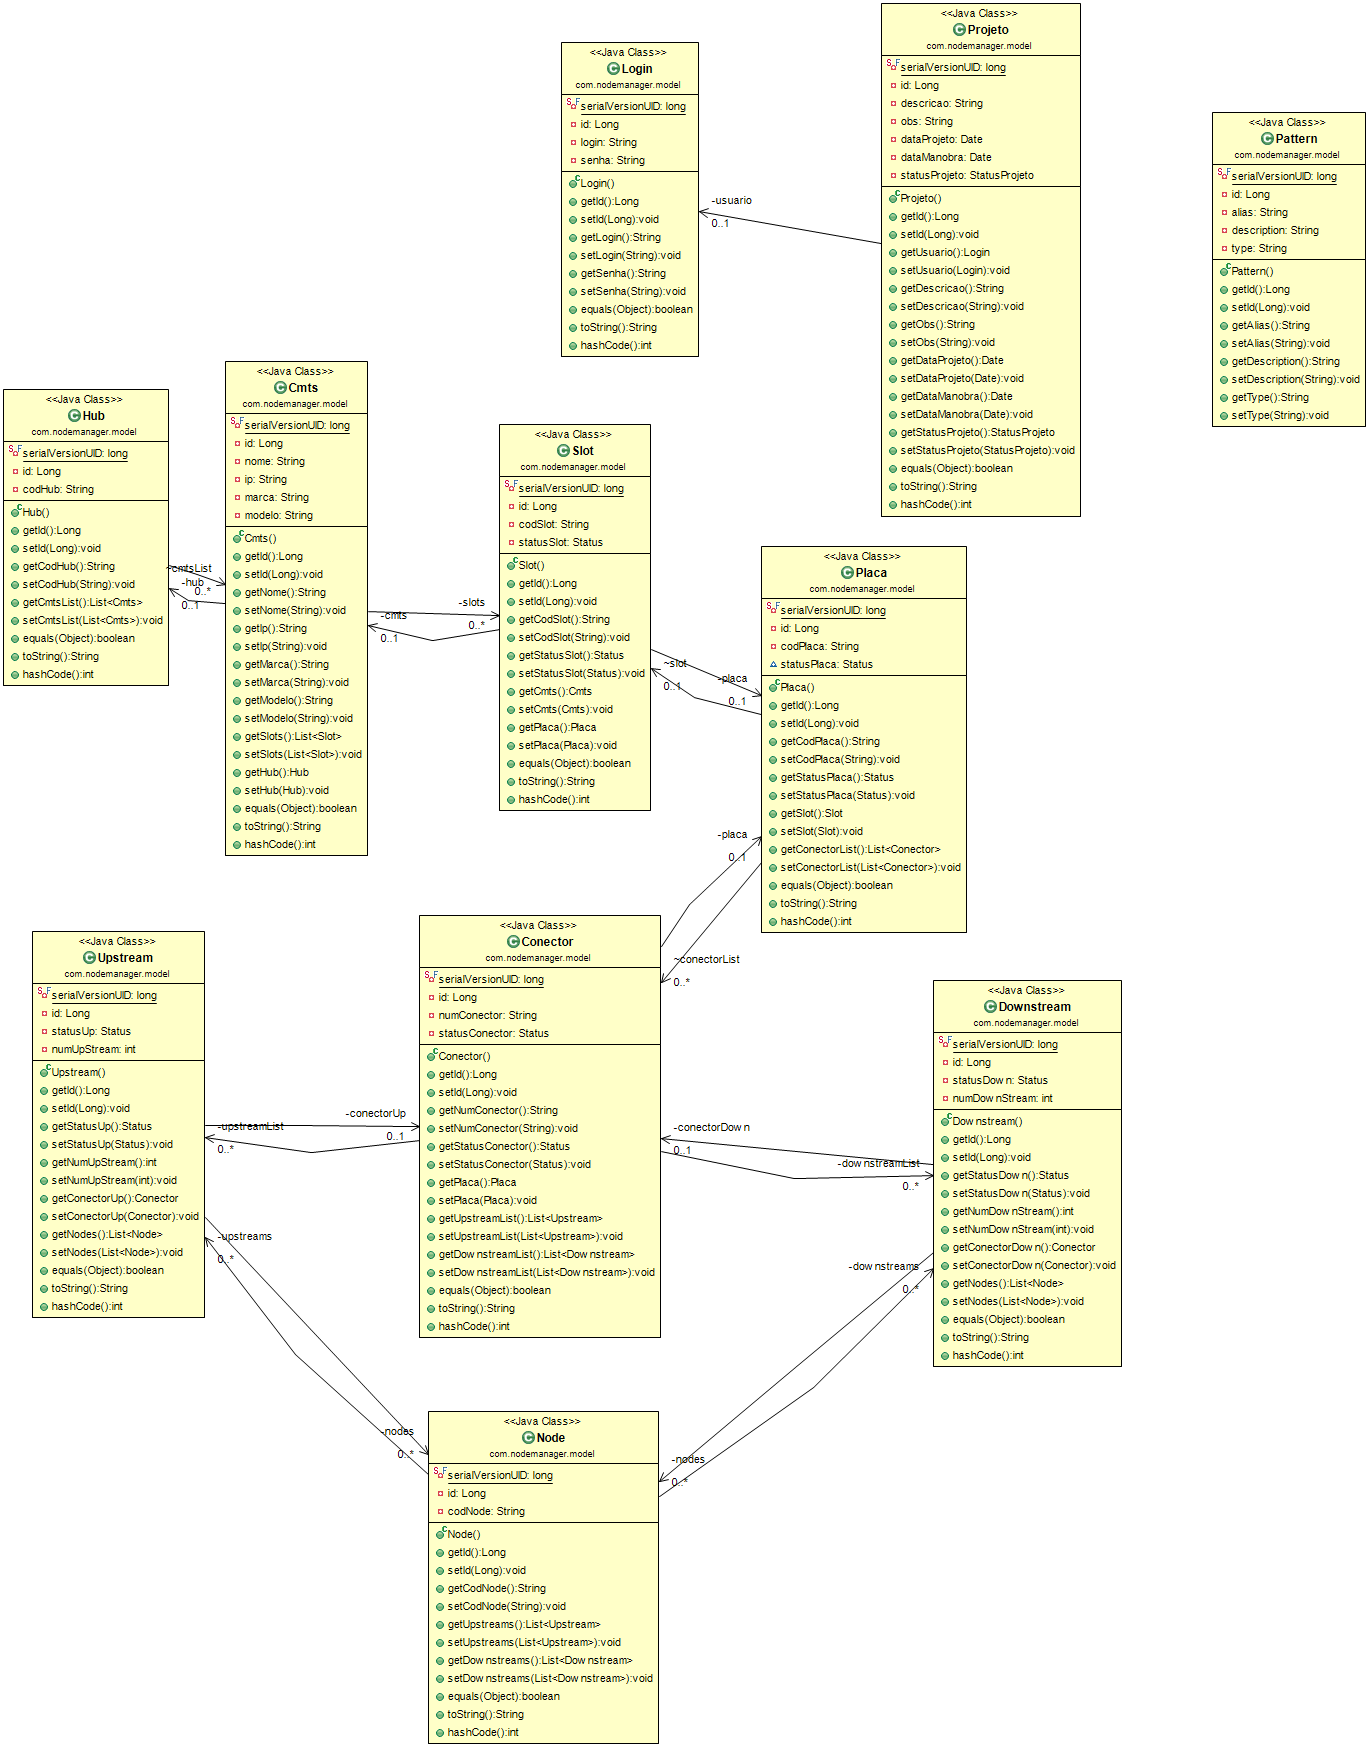 <<Java Class>>
Projeto
com.nodemanager.model
serialVersionUID: long
id: Long
descricao: String
obs: String
dataProjeto: Date
dataManobra: Date
statusProjeto: StatusProjeto
Projeto()
getId():Long
setId(Long):void
getUsuario():Login
setUsuario(Login):void
getDescricao():String
setDescricao(String):void
getObs():String
setObs(String):void
getDataProjeto():Date
setDataProjeto(Date):void
getDataManobra():Date
setDataManobra(Date):void
getStatusProjeto():StatusProjeto
setStatusProjeto(StatusProjeto):void
equals(Object):boolean
toString():String
hashCode():int
<<Java Class>>
Login
com.nodemanager.model
serialVersionUID: long
id: Long
login: String
senha: String
Login()
getId():Long
setId(Long):void
getLogin():String
setLogin(String):void
getSenha():String
setSenha(String):void
equals(Object):boolean
toString():String
hashCode():int
-usuario
0..1
<<Java Class>>
Pattern
com.nodemanager.model
serialVersionUID: long
id: Long
alias: String
description: String
type: String
Pattern()
getId():Long
setId(Long):void
getAlias():String
setAlias(String):void
getDescription():String
setDescription(String):void
getType():String
setType(String):void
<<Java Class>>
Hub
com.nodemanager.model
serialVersionUID: long
id: Long
codHub: String
Hub()
getId():Long
setId(Long):void
getCodHub():String
setCodHub(String):void
getCmtsList():List<Cmts>
setCmtsList(List<Cmts>):void
equals(Object):boolean
toString():String
hashCode():int
~cmtsList
-hub
0..*
0..1
<<Java Class>>
Cmts
com.nodemanager.model
serialVersionUID: long
id: Long
nome: String
ip: String
marca: String
modelo: String
Cmts()
getId():Long
setId(Long):void
getNome():String
setNome(String):void
getIp():String
setIp(String):void
getMarca():String
setMarca(String):void
getModelo():String
setModelo(String):void
getSlots():List<Slot>
setSlots(List<Slot>):void
getHub():Hub
setHub(Hub):void
equals(Object):boolean
toString():String
hashCode():int
-slots
-cmts
0..*
0..1
<<Java Class>>
Slot
com.nodemanager.model
serialVersionUID: long
id: Long
codSlot: String
statusSlot: Status
Slot()
getId():Long
setId(Long):void
getCodSlot():String
setCodSlot(String):void
getStatusSlot():Status
setStatusSlot(Status):void
getCmts():Cmts
setCmts(Cmts):void
getPlaca():Placa
setPlaca(Placa):void
equals(Object):boolean
toString():String
hashCode():int
~slot
0..1
-placa
0..1
<<Java Class>>
Placa
com.nodemanager.model
serialVersionUID: long
id: Long
codPlaca: String
statusPlaca: Status
Placa()
getId():Long
setId(Long):void
getCodPlaca():String
setCodPlaca(String):void
getStatusPlaca():Status
setStatusPlaca(Status):void
getSlot():Slot
setSlot(Slot):void
getConectorList():List<Conector>
setConectorList(List<Conector>):void
equals(Object):boolean
toString():String
hashCode():int
-placa
0..1
~conectorList
0..*
<<Java Class>>
Upstream
com.nodemanager.model
serialVersionUID: long
id: Long
statusUp: Status
numUpStream: int
Upstream()
getId():Long
setId(Long):void
getStatusUp():Status
setStatusUp(Status):void
getNumUpStream():int
setNumUpStream(int):void
getConectorUp():Conector
setConectorUp(Conector):void
getNodes():List<Node>
setNodes(List<Node>):void
equals(Object):boolean
toString():String
hashCode():int
-conectorUp
-upstreamList
0..1
0..*
-upstreams
0..*
<<Java Class>>
Conector
com.nodemanager.model
serialVersionUID: long
id: Long
numConector: String
statusConector: Status
Conector()
getId():Long
setId(Long):void
getNumConector():String
setNumConector(String):void
getStatusConector():Status
setStatusConector(Status):void
getPlaca():Placa
setPlaca(Placa):void
getUpstreamList():List<Upstream>
setUpstreamList(List<Upstream>):void
getDownstreamList():List<Downstream>
setDownstreamList(List<Downstream>):void
equals(Object):boolean
toString():String
hashCode():int
-conectorDown
0..1
-downstreamList
0..*
-downstreams
0..*
<<Java Class>>
Downstream
com.nodemanager.model
serialVersionUID: long
id: Long
statusDown: Status
numDownStream: int
Downstream()
getId():Long
setId(Long):void
getStatusDown():Status
setStatusDown(Status):void
getNumDownStream():int
setNumDownStream(int):void
getConectorDown():Conector
setConectorDown(Conector):void
getNodes():List<Node>
setNodes(List<Node>):void
equals(Object):boolean
toString():String
hashCode():int
-nodes
0..*
-nodes
0..*
<<Java Class>>
Node
com.nodemanager.model
serialVersionUID: long
id: Long
codNode: String
Node()
getId():Long
setId(Long):void
getCodNode():String
setCodNode(String):void
getUpstreams():List<Upstream>
setUpstreams(List<Upstream>):void
getDownstreams():List<Downstream>
setDownstreams(List<Downstream>):void
equals(Object):boolean
toString():String
hashCode():int